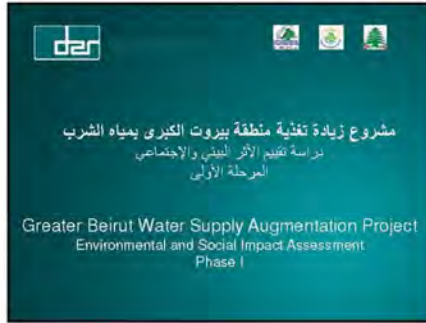 dar
مشروع زيادة تغذية منطقة بيروت الكبرى بمياه الشرب
دراسة تقييم الأثر البيئي والإجتماعي
المرحلة الأولى
Greater Beirut Water Supply Augmentation Project
Environmental and Social Impact Assessment
Phase I